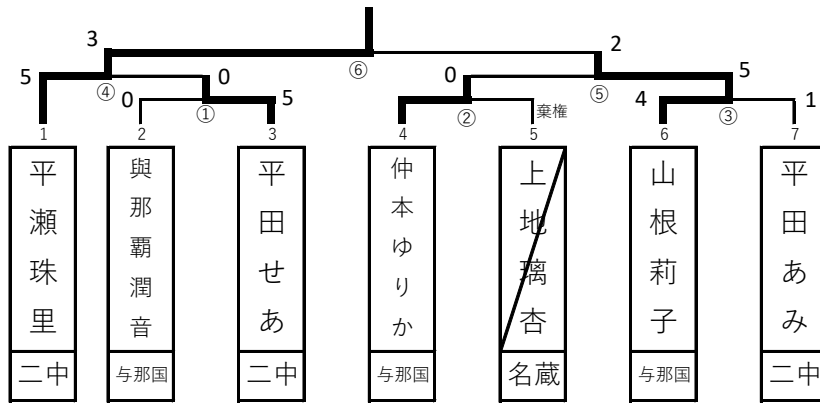 3
2
5
0
0
5
⑥
④
⑤
0
①
5
②
棄権
4
③
1
1
2
3
4
5
6
7
平瀬珠里
與那覇潤音
平田せあ
仲本ゆりか
上地璃杏
山根莉子
平田あみ
二中
与那国
二中
与那国
名蔵
与那国
二中